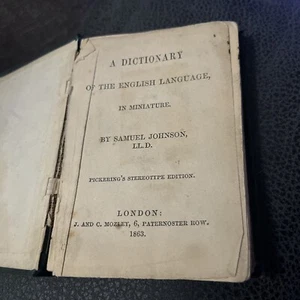 A DICTIONARY
OF THE ENGLISH LANGUAGE,
IN MINIATURE.
BY SAMUEL JOHNSON,
LL.D.
PICKERING'S STEREOTYPE EDITION.
LONDON:
J. AND C. MOZLEY, 6, PATERNOSTER ROW.
1863.